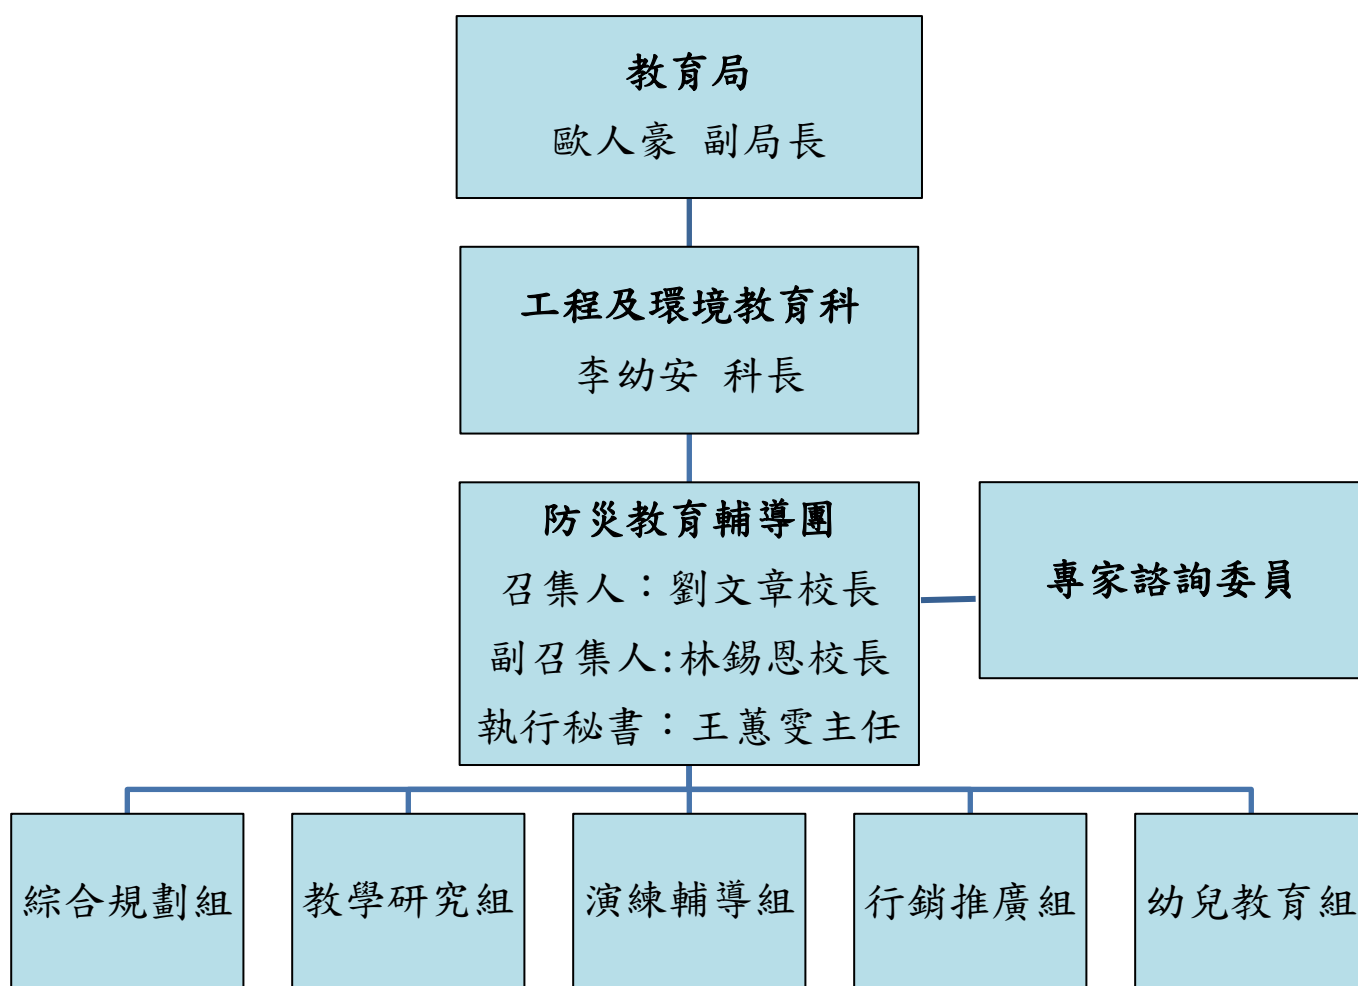 教育局
歐人豪 副局長
工程及環境教育科
李幼安 科長
防災教育輔導團
召集人：劉文章校長
副召集人:林錫恩校長
執行秘書：王蕙雯主任
專家諮詢委員
綜合規劃組
教學研究組
演練輔導組
行銷推廣組
幼兒教育組